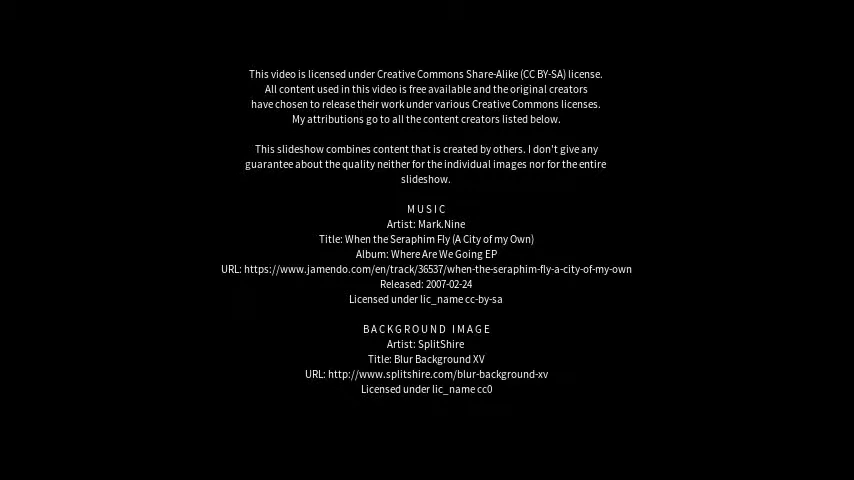 This video is licensed under Creative Commons Share-Alike (CC BY-SA) license.
All content used in this video is free available and the original creators
have chosen to release their work under various Creative Commons licenses.
My attributions go to all the content creators listed below.
This slideshow combines content that is created by others. I don't give any
guarantee about the quality neither for the individual images nor for the entire
slideshow.
MUSIC
Artist: Mark.Nine
Title: When the Seraphim Fly (A City of my Own)
Album: Where Are We Going EP
URL: https://www.jamendo.com/en/track/36537/when-the-seraphim-fly-a-city-of-my-own
Released: 2007-02-24
Licensed under lic_name cc-by-sa
BACKGROUND IMAGE
Artist: SplitShire
Title: Blur Background XV
URL: http://www.splitshire.com/blur-background-xv
Licensed under lic_name cc0